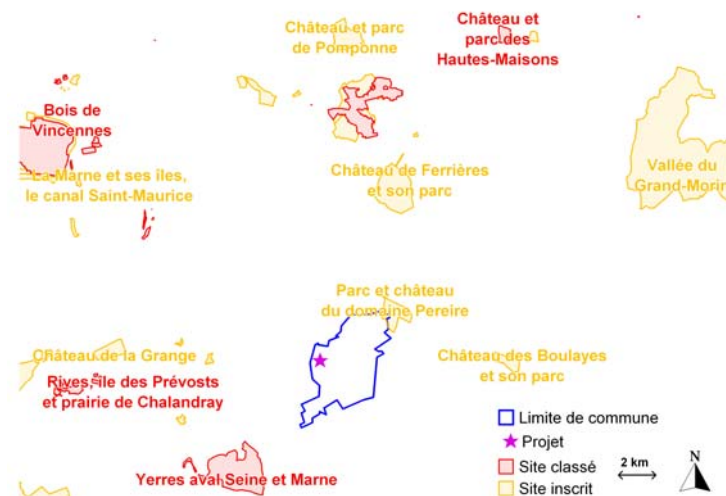 Château et parc
de Pomponne
Château et
parc des
Hautes-Maisons
Bois de
Vincennes
La Marne et ses îles,
le canal Saint-Maurice
Château de Ferrières
et son parc
Vallée du
Grand-Morin
Parc et château
du domaine Pereire
Château de la Grange
Rives, île des Prévosts
et prairie de Chalandray
Château des Boulayes
et son parc
Yerres aval Seine et Marne
Limite de commune
Projet
Site classé
Site inscrit
2 km
N